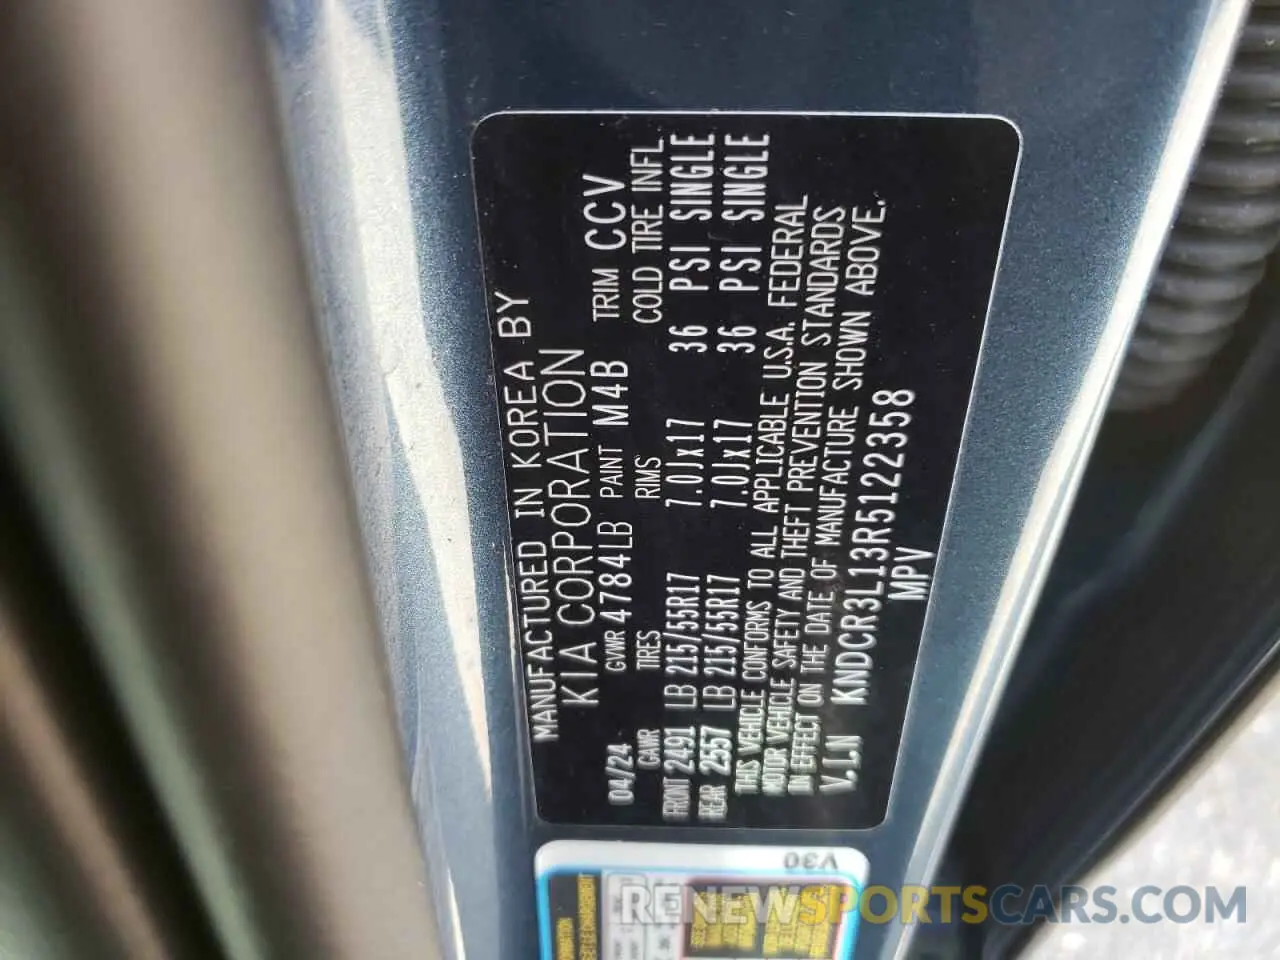 MANUFACTURED IN KOREA BY
KIA CORPORATION
04/24 GVWR 4784LB PAINT M4B TRIM CCV
GAWR TIRES RIMS COLD TIRE INFL.
FRONT 2491 LB 215/55R17 7.0Jx17 36 PSI SINGLE
REAR 2557 LB 215/55R17 7.0Jx17 36 PSI SINGLE
THIS VEHICLE CONFORMS TO ALL APPLICABLE U.S.A. FEDERAL
MOTOR VEHICLE SAFETY AND THEFT PREVENTION STANDARDS
IN EFFECT ON THE DATE OF MANUFACTURE SHOWN ABOVE.
V.I.N KNDCR3L13R5122358
MPV
V30
RENEWSPORTSCARS.COM